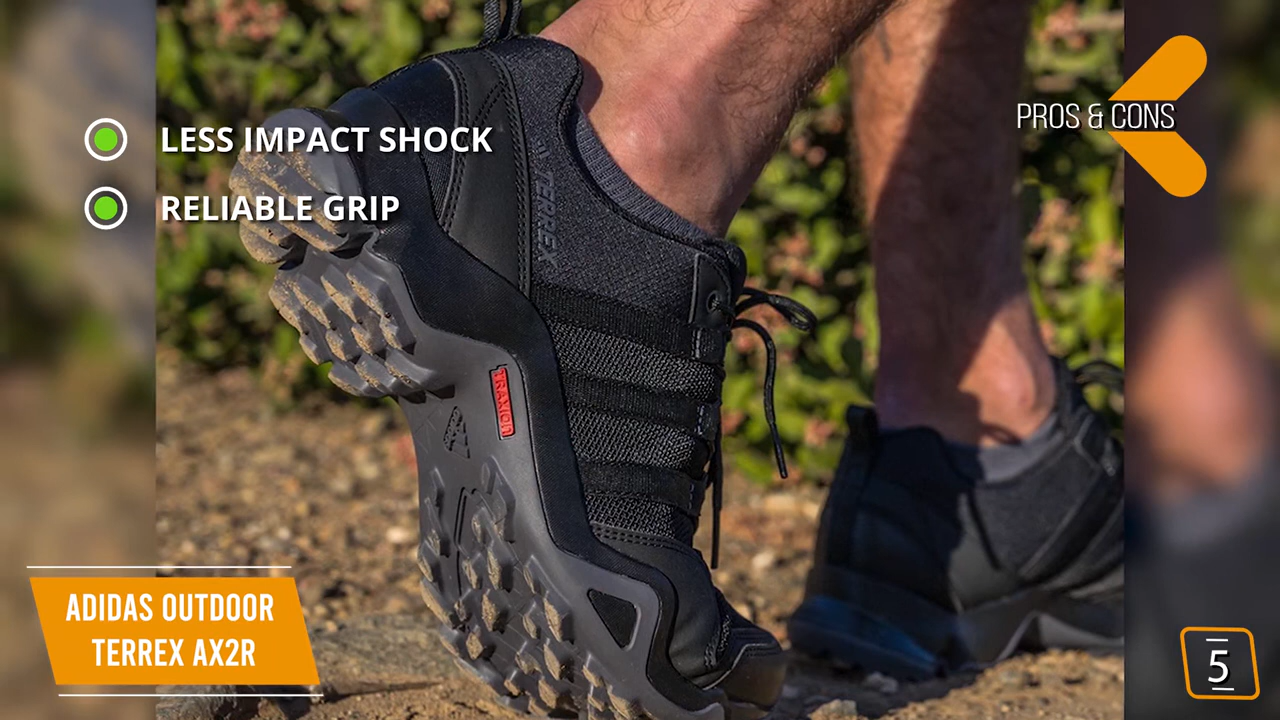 LESS IMPACT SHOCK
RELIABLE GRIP
PROS & CONS
TERREX
TRAXION
ADIDAS OUTDOOR
TERREX AX2R
5